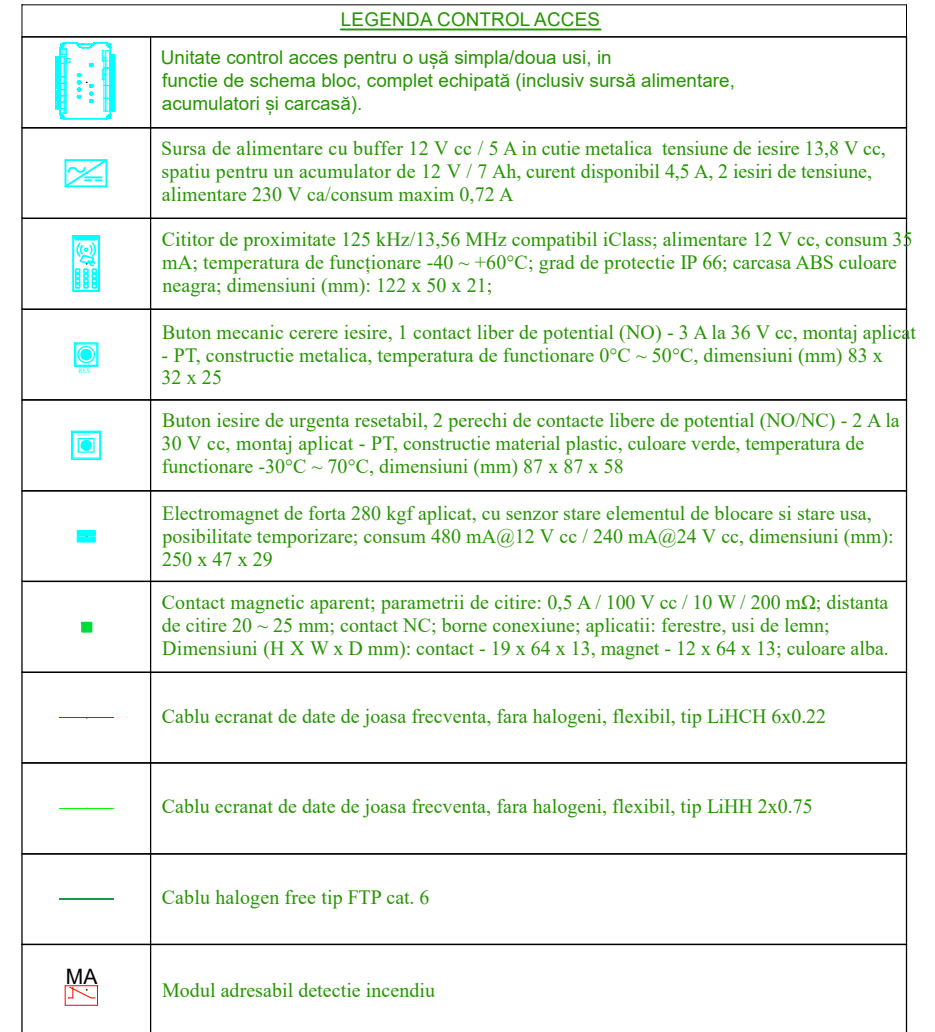 LEGENDA CONTROL ACCES
Unitate control acces pentru o ușă simpla/doua usi, in
functie de schema bloc, complet echipată (inclusiv sursă alimentare,
acumulatori și carcasă).
Sursa de alimentare cu buffer 12 V cc / 5 A in cutie metalica tensiune de iesire 13,8 V cc,
spatiu pentru un acumulator de 12 V / 7 Ah, curent disponibil 4,5 A, 2 iesiri de tensiune,
alimentare 230 V ca/consum maxim 0,72 A
Cititor de proximitate 125 kHz/13,56 MHz compatibil iClass; alimentare 12 V cc, consum 35
mA; temperatura de funcționare -40 ~ +60°C; grad de protectie IP 66; carcasa ABS culoare
neagra; dimensiuni (mm): 122 x 50 x 21;
Buton mecanic cerere iesire, 1 contact liber de potential (NO) - 3 A la 36 V cc, montaj aplicat
- PT, constructie metalica, temperatura de functionare 0°C ~ 50°C, dimensiuni (mm) 83 x
32 x 25
Buton iesire de urgenta resetabil, 2 perechi de contacte libere de potential (NO/NC) - 2 A la
30 V cc, montaj aplicat - PT, constructie material plastic, culoare verde, temperatura de
functionare -30°C ~ 70°C, dimensiuni (mm) 87 x 87 x 58
Electromagnet de forta 280 kgf aplicat, cu senzor stare elementul de blocare si stare usa,
posibilitate temporizare; consum 480 mA@12 V cc / 240 mA@24 V cc, dimensiuni (mm):
250 x 47 x 29
Contact magnetic aparent; parametrii de citire: 0,5 A / 100 V cc / 10 W / 200 mΩ; distanta
de citire 20 ~ 25 mm; contact NC; borne conexiune; aplicatii: ferestre, usi de lemn;
Dimensiuni (H X W x D mm): contact - 19 x 64 x 13, magnet - 12 x 64 x 13; culoare alba.
Cablu ecranat de date de joasa frecventa, fara halogeni, flexibil, tip LiHCH 6x0.22
Cablu ecranat de date de joasa frecventa, fara halogeni, flexibil, tip LiHH 2x0.75
Cablu halogen free tip FTP cat. 6
MA
Modul adresabil detectie incendiu